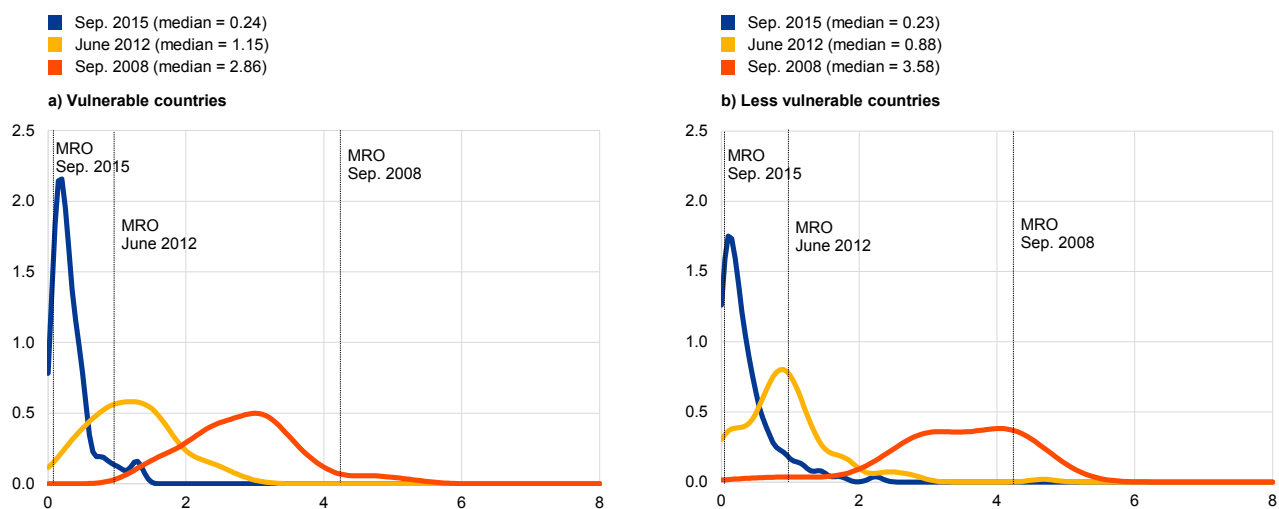 Sep. 2015 (median = 0.24)
June 2012 (median = 1.15)
Sep. 2008 (median = 2.86)
a) Vulnerable countries
2.5
2.0
1.5
1.0
0.5
0.0
MRO
Sep. 2015
MRO
June 2012
MRO
Sep. 2008
0
2
4
6
8
Sep. 2015 (median = 0.23)
June 2012 (median = 0.88)
Sep. 2008 (median = 3.58)
b) Less vulnerable countries
2.5
2.0
1.5
1.0
0.5
0.0
MRO
Sep. 2015
MRO
June 2012
MRO
Sep. 2008
0
2
4
6
8